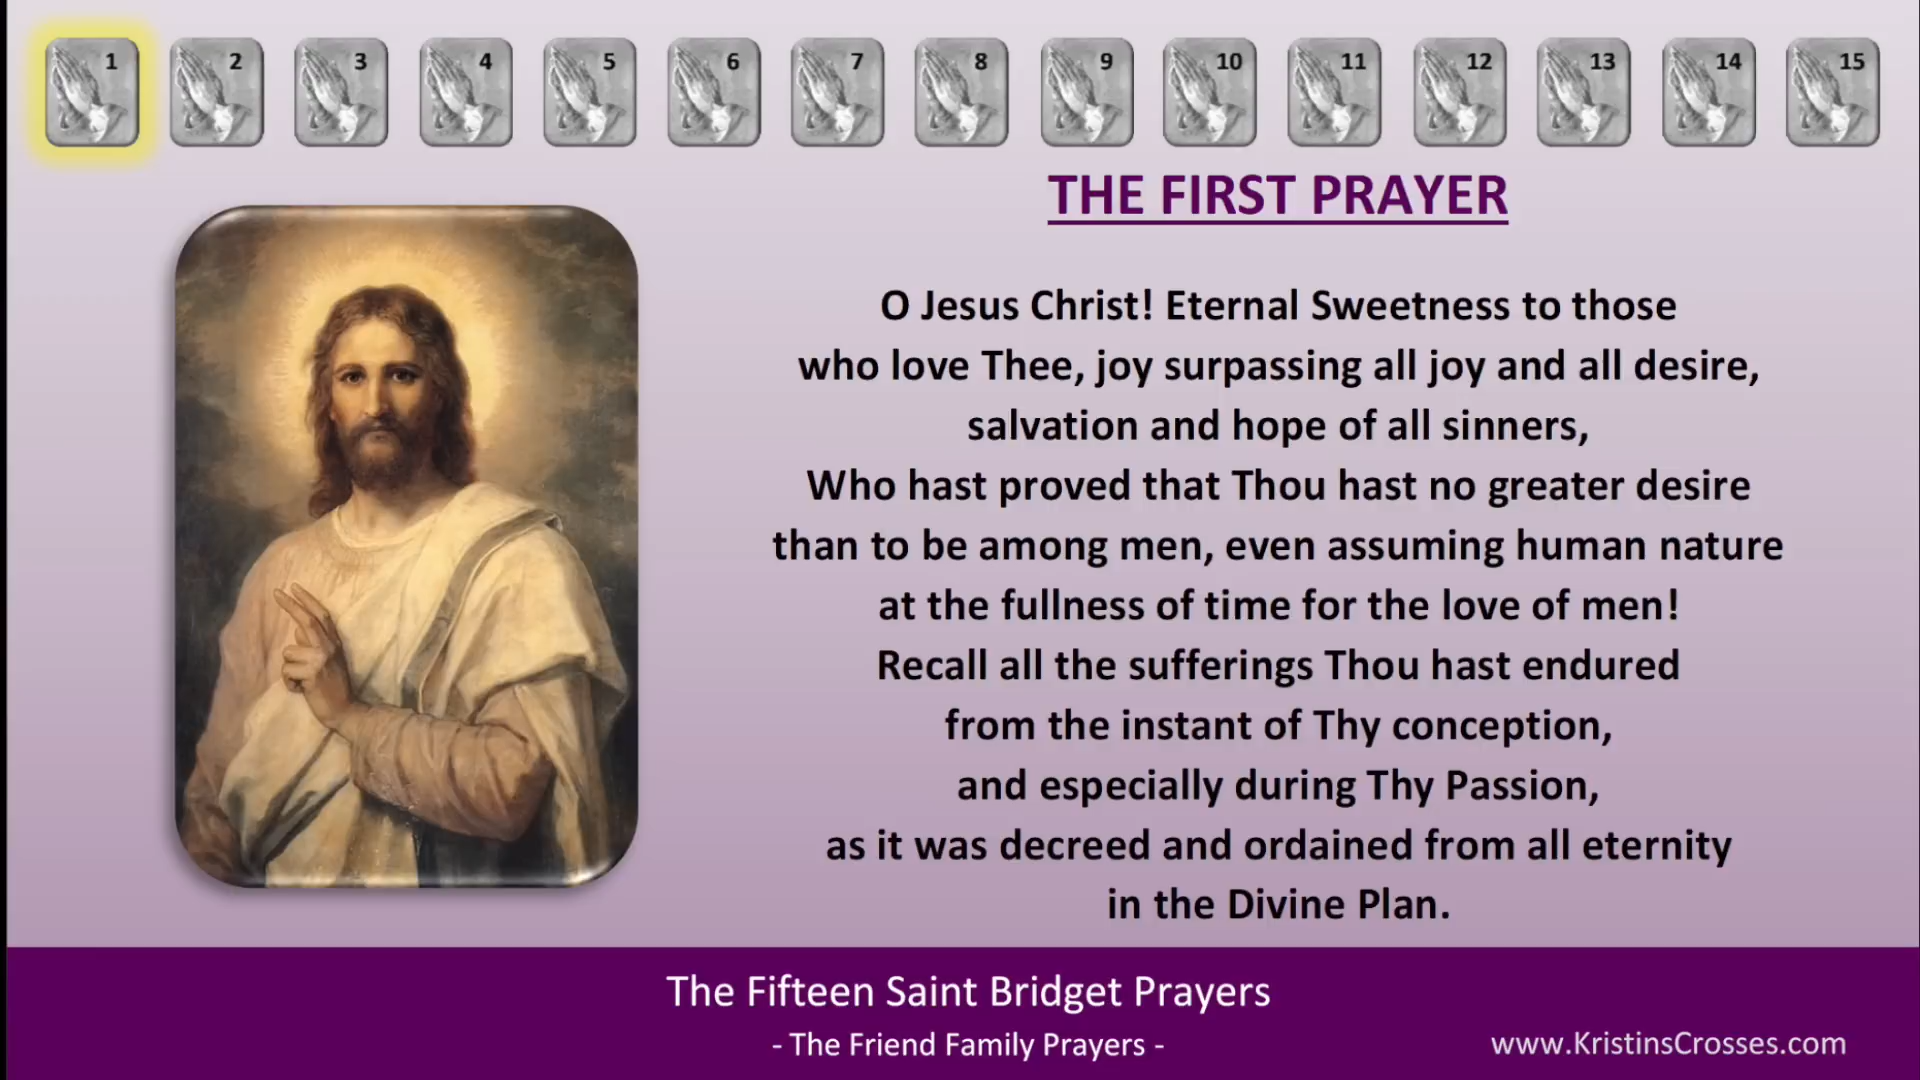 1 2 3 4 5 6 7 8 9 10 11 12 13 14 15
THE FIRST PRAYER
O Jesus Christ! Eternal Sweetness to those
who love Thee, joy surpassing all joy and all desire,
salvation and hope of all sinners,
Who hast proved that Thou hast no greater desire
than to be among men, even assuming human nature
at the fullness of time for the love of men!
Recall all the sufferings Thou hast endured
from the instant of Thy conception,
and especially during Thy Passion,
as it was decreed and ordained from all eternity
in the Divine Plan.
The Fifteen Saint Bridget Prayers
- The Friend Family Prayers -
www.KristinsCrosses.com